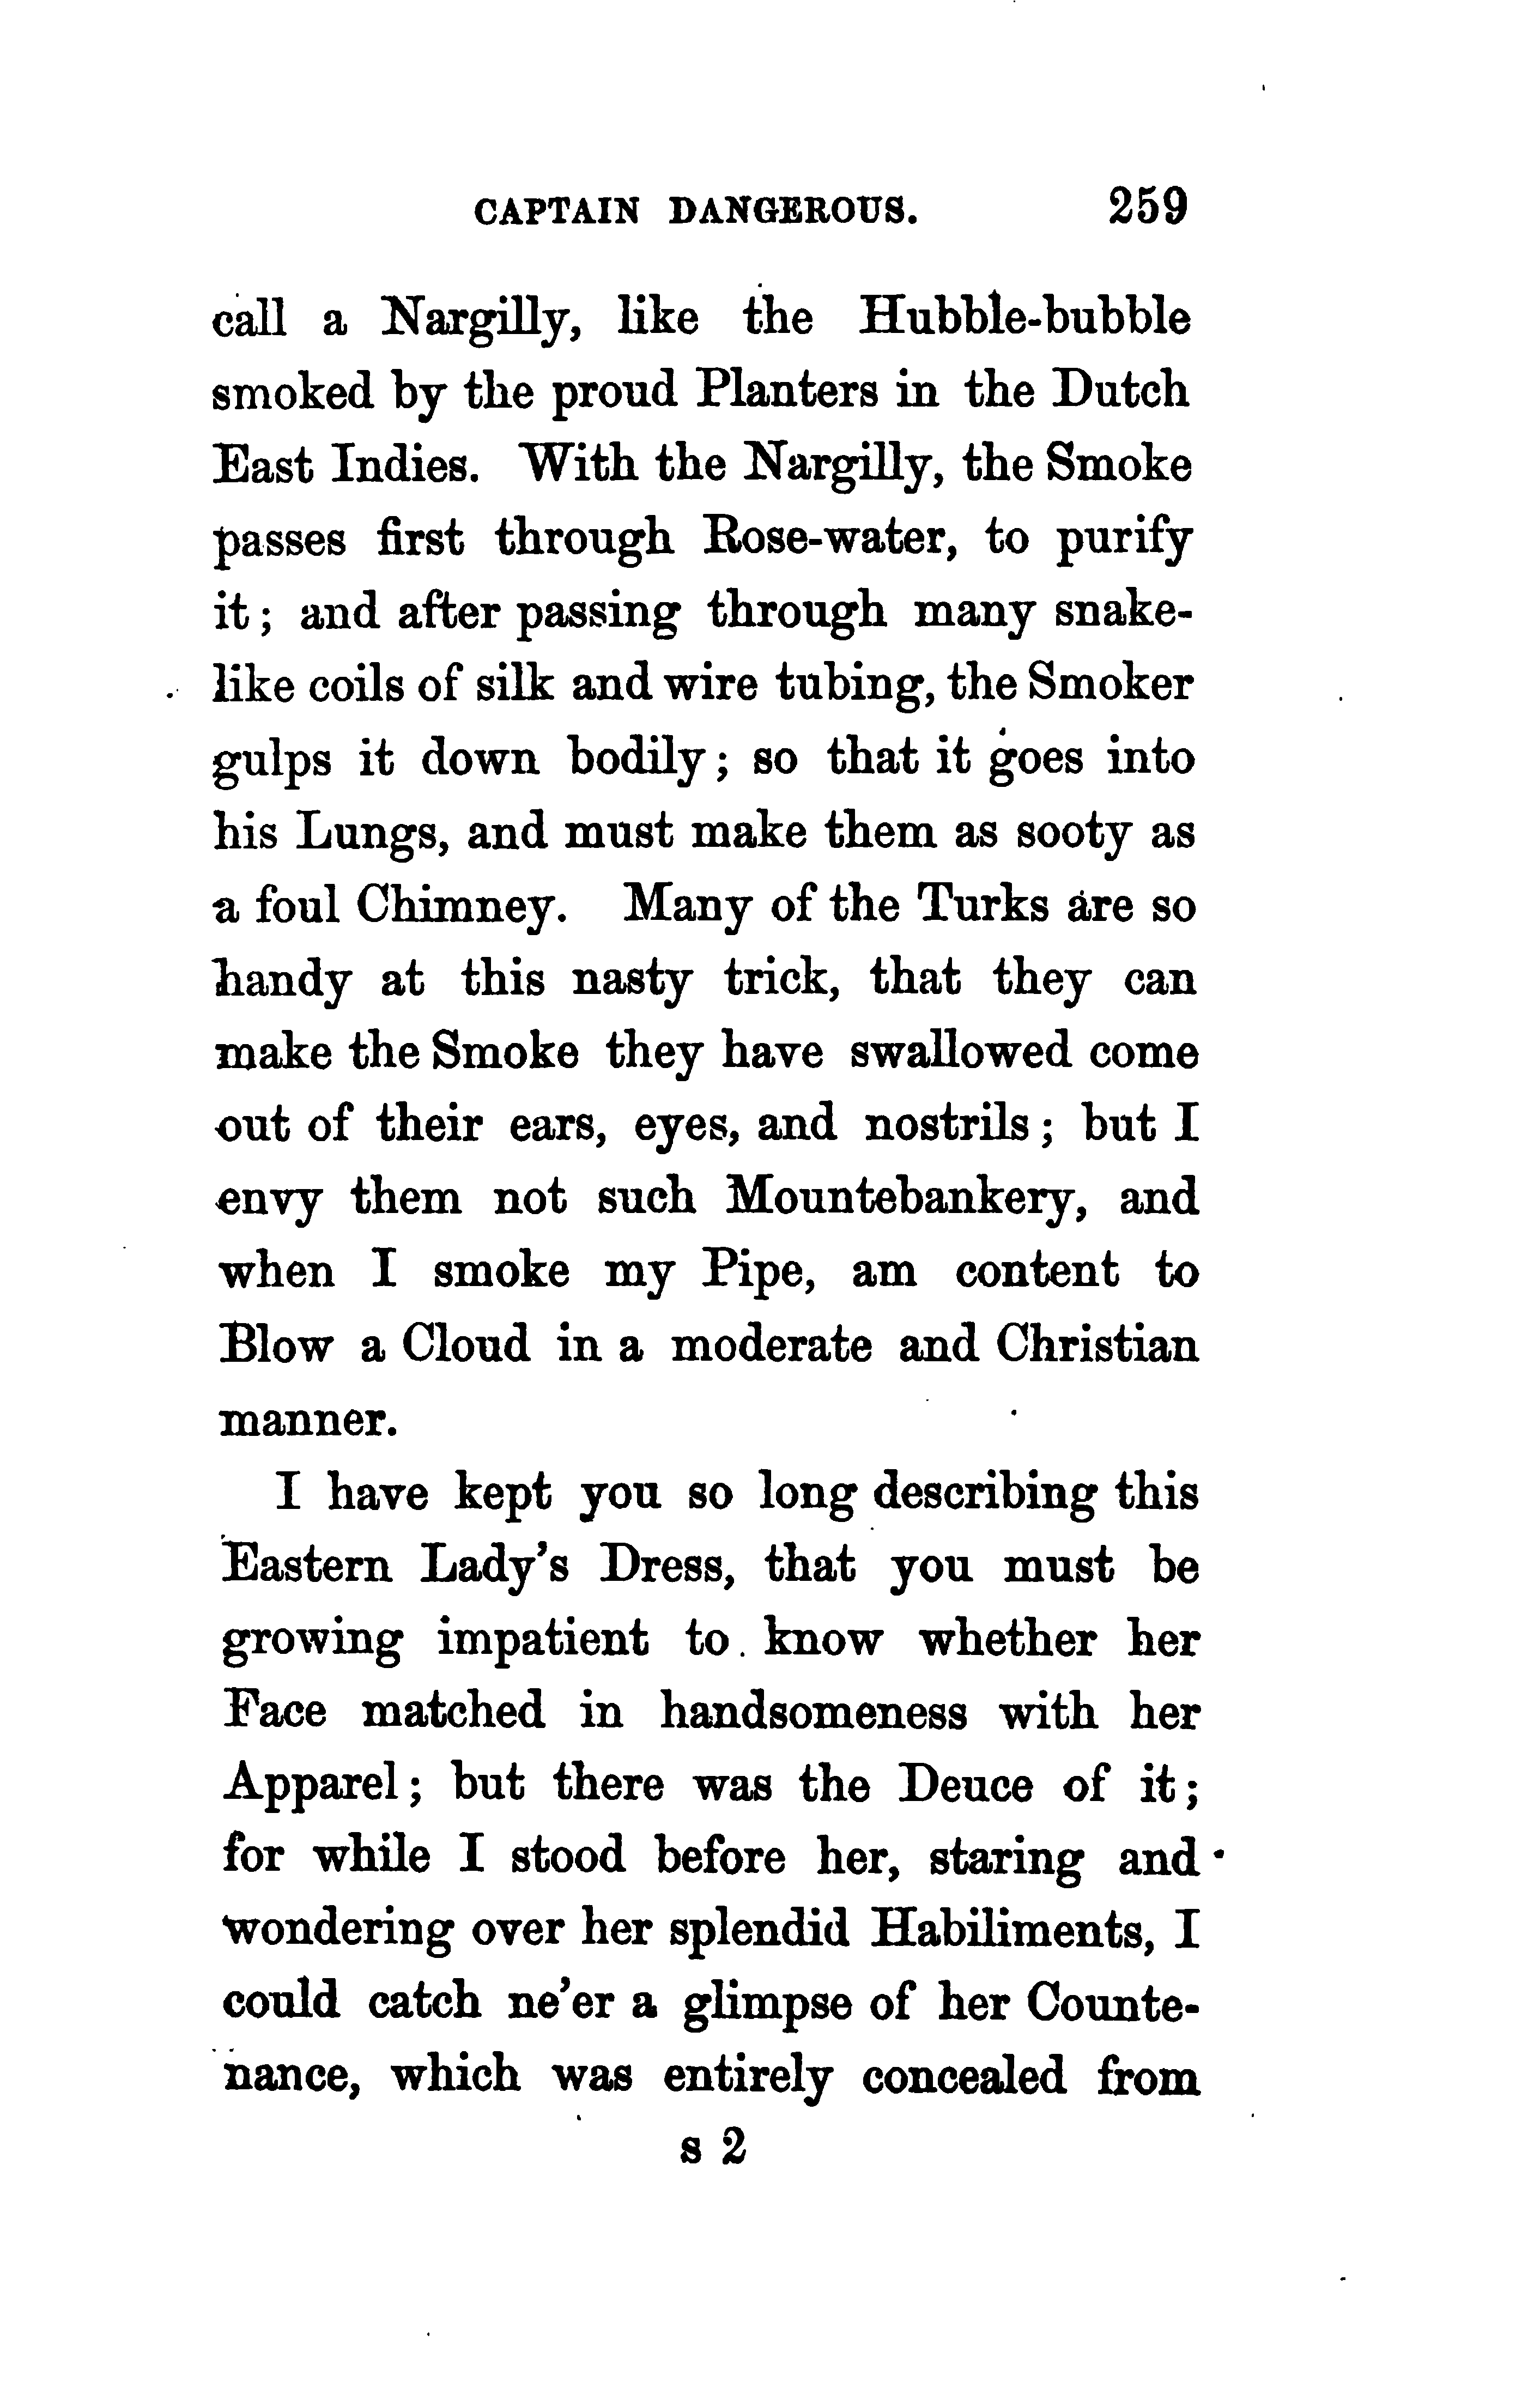 CAPTAIN DANGEROUS. 259
call a Nargilly, like the Hubble-bubble
smoked by the proud Planters in the Dutch
East Indies. With the Nargilly, the Smoke
passes first through Rose-water, to purify
it; and after passing through many snake-
like coils of silk and wire tubing, the Smoker
gulps it down bodily; so that it goes into
his Lungs, and must make them as sooty as
a foul Chimney. Many of the Turks are so
handy at this nasty trick, that they can
make the Smoke they have swallowed come
out of their ears, eyes, and nostrils; but I
envy them not such Mountebankery, and
when I smoke my Pipe, am content to
Blow a Cloud in a moderate and Christian
manner.
I have kept you so long describing this
Eastern Lady's Dress, that you must be
growing impatient to know whether her
Face matched in handsomeness with her
Apparel; but there was the Deuce of it;
for while I stood before her, staring and
wondering over her splendid Habiliments, I
could catch ne'er a glimpse of her Counte-
nance, which was entirely concealed from
s 2